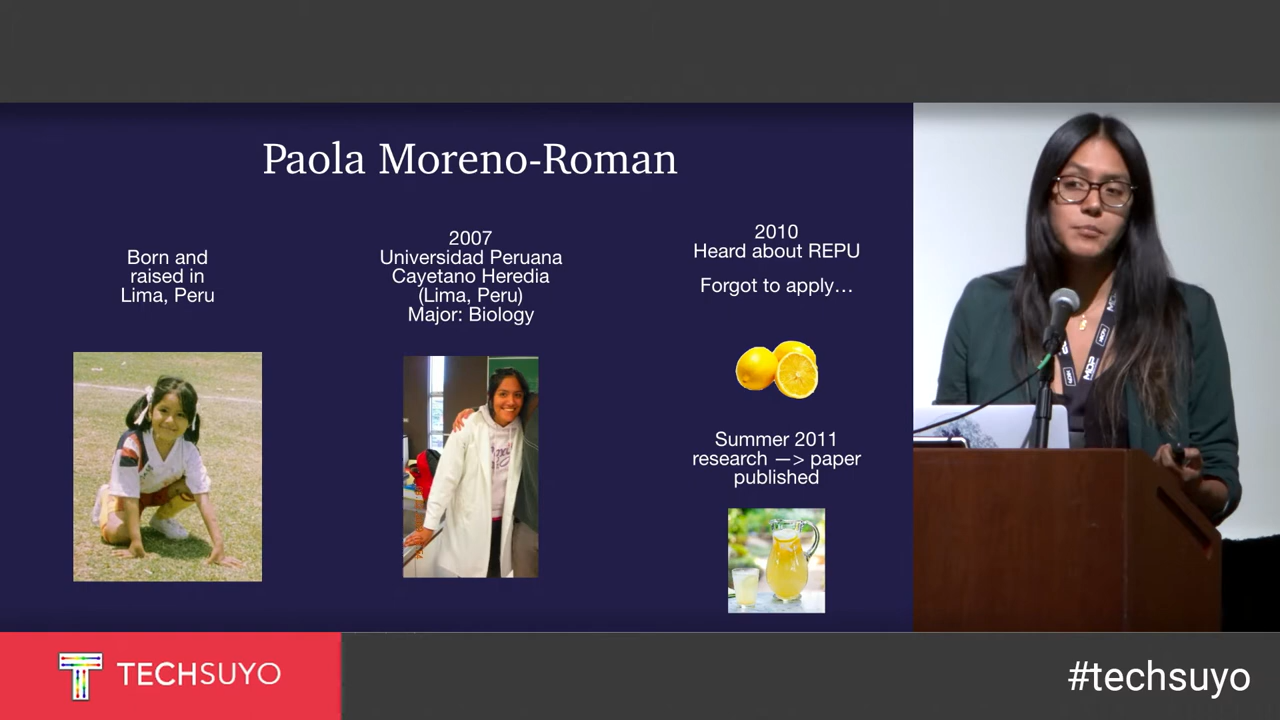 Paola Moreno-Roman
Born and
raised in
Lima, Peru
2007
Universidad Peruana
Cayetano Heredia
(Lima, Peru)
Major: Biology
2010
Heard about REPU
Forgot to apply…
Summer 2011
research —> paper
published
MOP
TECHSUYO
#techsuyo